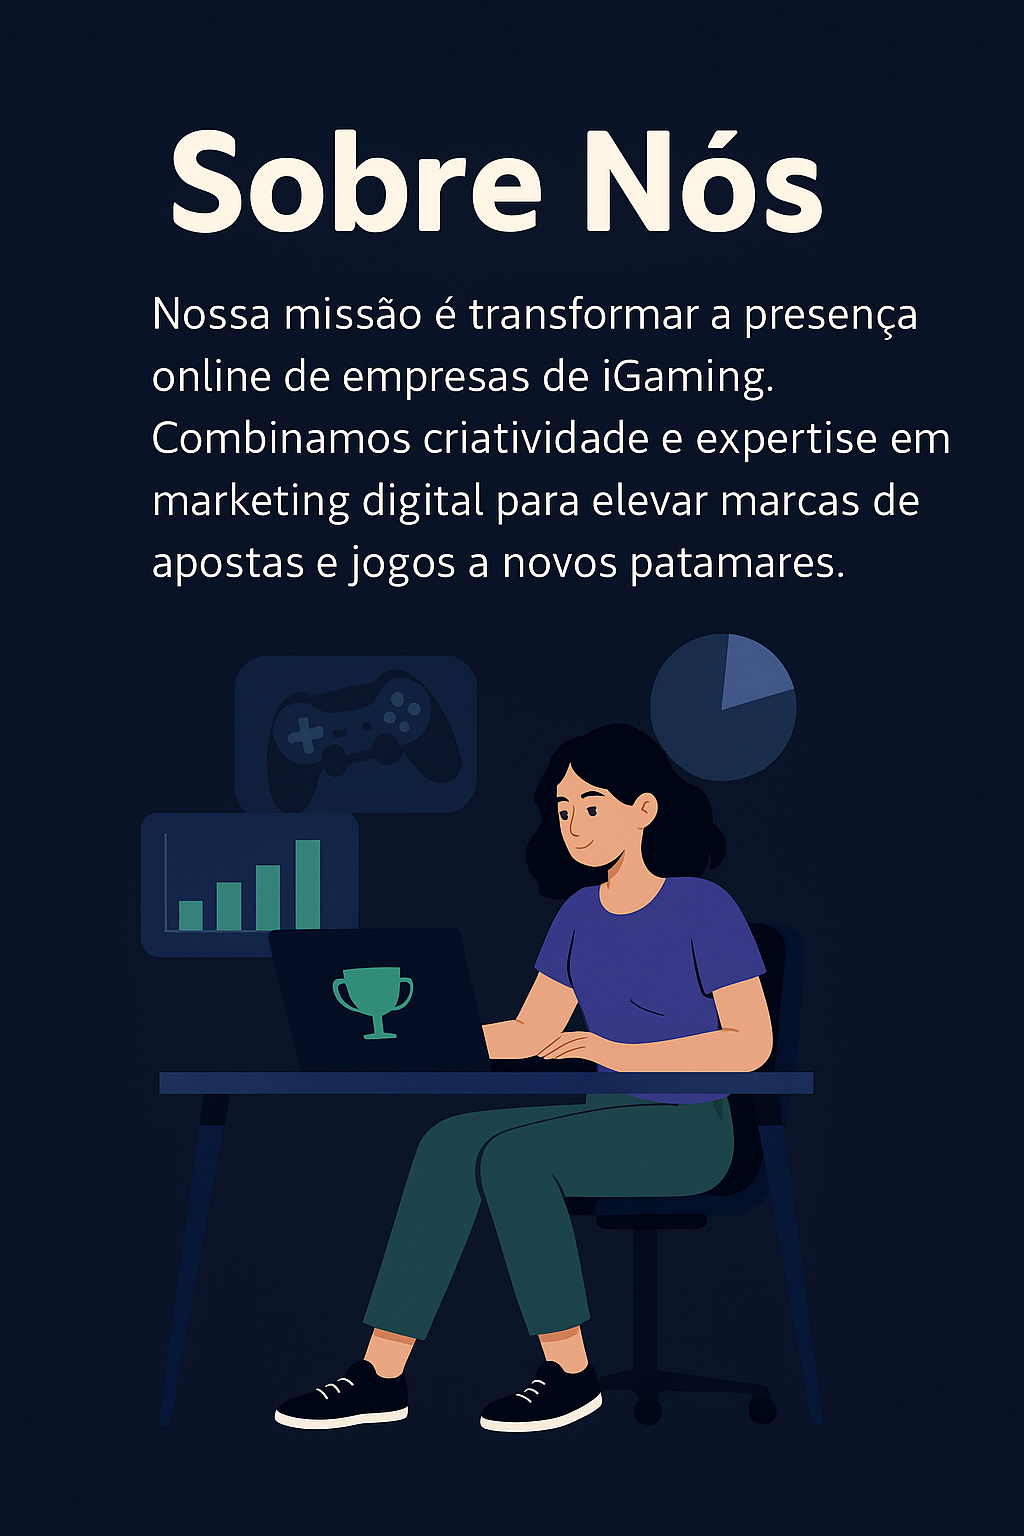 Sobre Nós
Nossa missão é transformar a presença
online de empresas de iGaming.
Combinamos criatividade e expertise em
marketing digital para elevar marcas de
apostas e jogos a novos patamares.